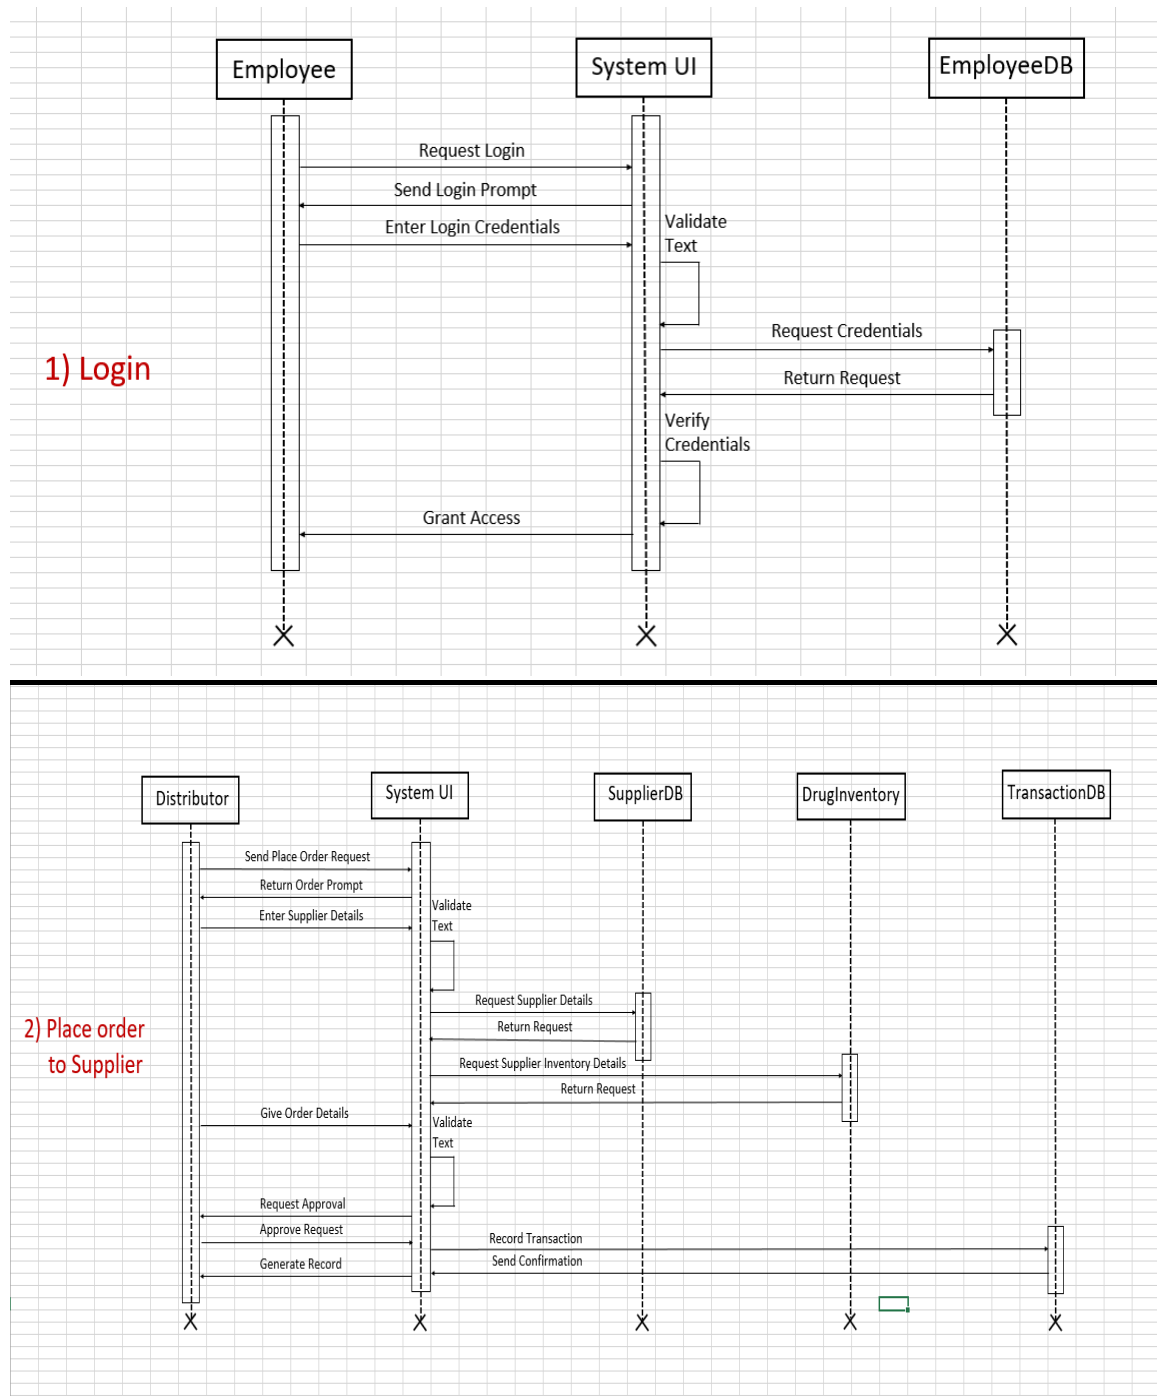 Employee
System UI
EmployeeDB
Request Login
Send Login Prompt
Enter Login Credentials
Validate
Text
Request Credentials
1) Login
Return Request
Verify
Credentials
Grant Access
Distributor
System UI
SupplierDB
DrugInventory
TransactionDB
Send Place Order Request
Return Order Prompt
Enter Supplier Details
Validate
Text
Request Supplier Details
Return Request
2) Place order
to Supplier
Request Supplier Inventory Details
Return Request
Give Order Details
Validate
Text
Request Approval
Approve Request
Record Transaction
Send Confirmation
Generate Record